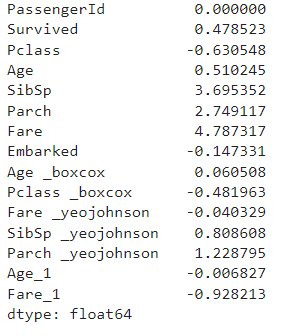 PassengerId 0.000000
Survived 0.478523
Pclass -0.630548
Age 0.510245
SibSp 3.695352
Parch 2.749117
Fare 4.787317
Embarked -0.147331
Age _boxcox 0.060508
Pclass _boxcox -0.481963
Fare _yeojohnson -0.040329
SibSp _yeojohnson 0.808608
Parch _yeojohnson 1.228795
Age_1 -0.006827
Fare_1 -0.928213
dtype: float64